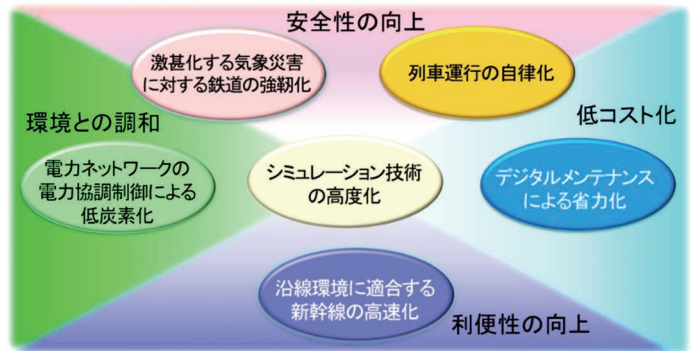 安全性の向上
激甚化する気象災害
に対する鉄道の強靭化
列車運行の自律化
環境との調和
低コスト化
電力ネットワークの
電力協調制御による
低炭素化
シミュレーション技術
の高度化
デジタルメンテナンス
による省力化
沿線環境に適合する
新幹線の高速化
利便性の向上